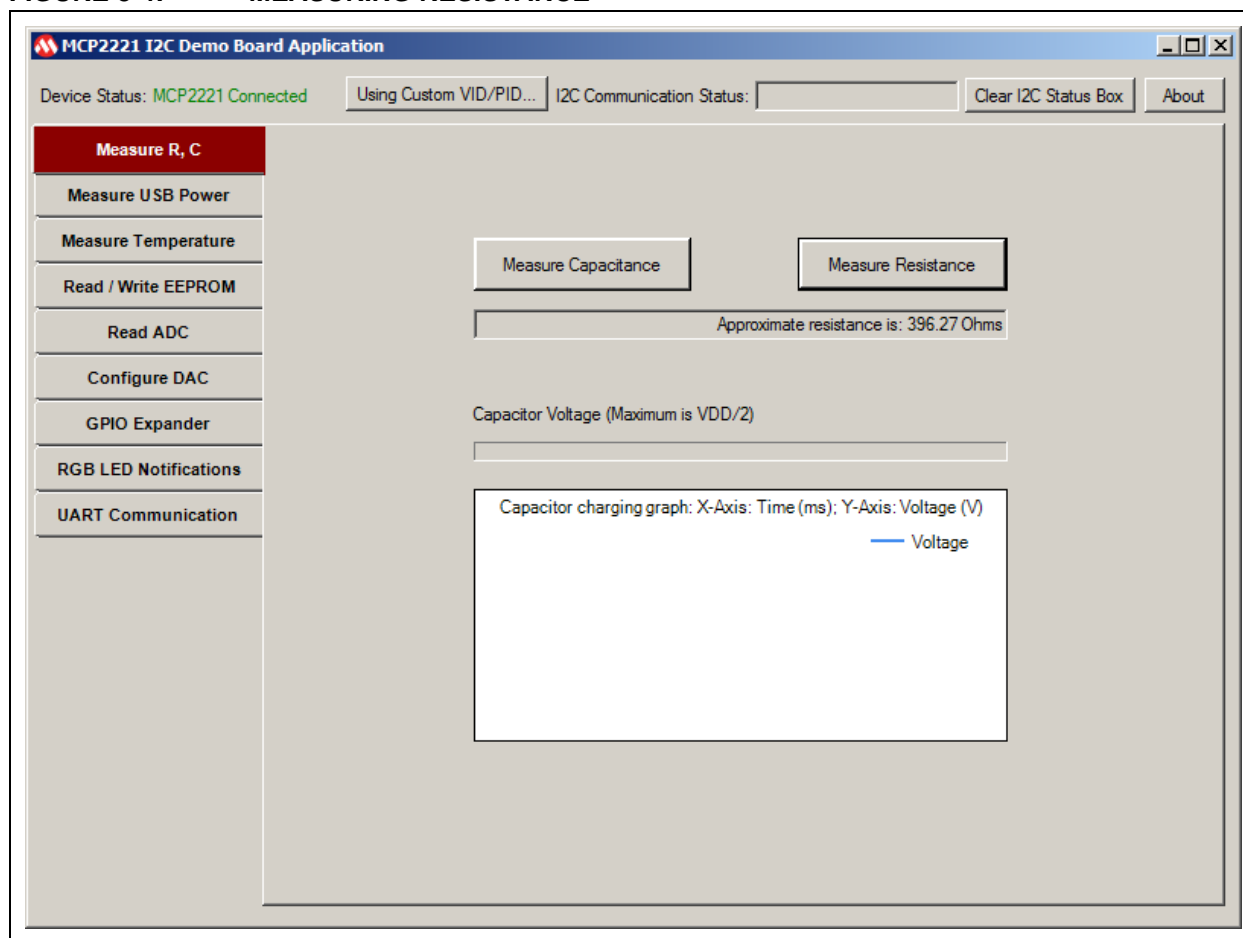 MCP2221 I2C Demo Board Application
Device Status: MCP2221 Connected Using Custom VID/PID... I2C Communication Status: Clear I2C Status Box About
Measure R, C
Measure USB Power
Measure Temperature
Read / Write EEPROM
Read ADC
Configure DAC
GPIO Expander
RGB LED Notifications
UART Communication
Measure Capacitance Measure Resistance
Approximate resistance is: 396.27 Ohms
Capacitor Voltage (Maximum is VDD/2)
Capacitor charging graph: X-Axis: Time (ms); Y-Axis: Voltage (V)
Voltage